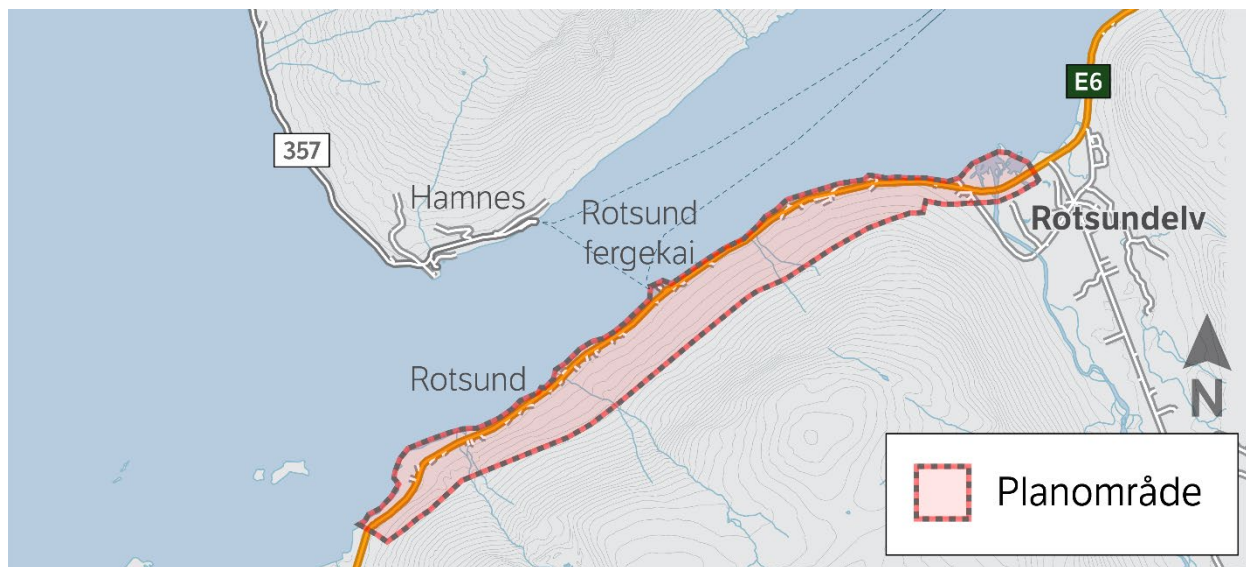 E6
357
Hamnes
Rotsund
fergekai
Rotsundelv
Rotsund
N
Planområde